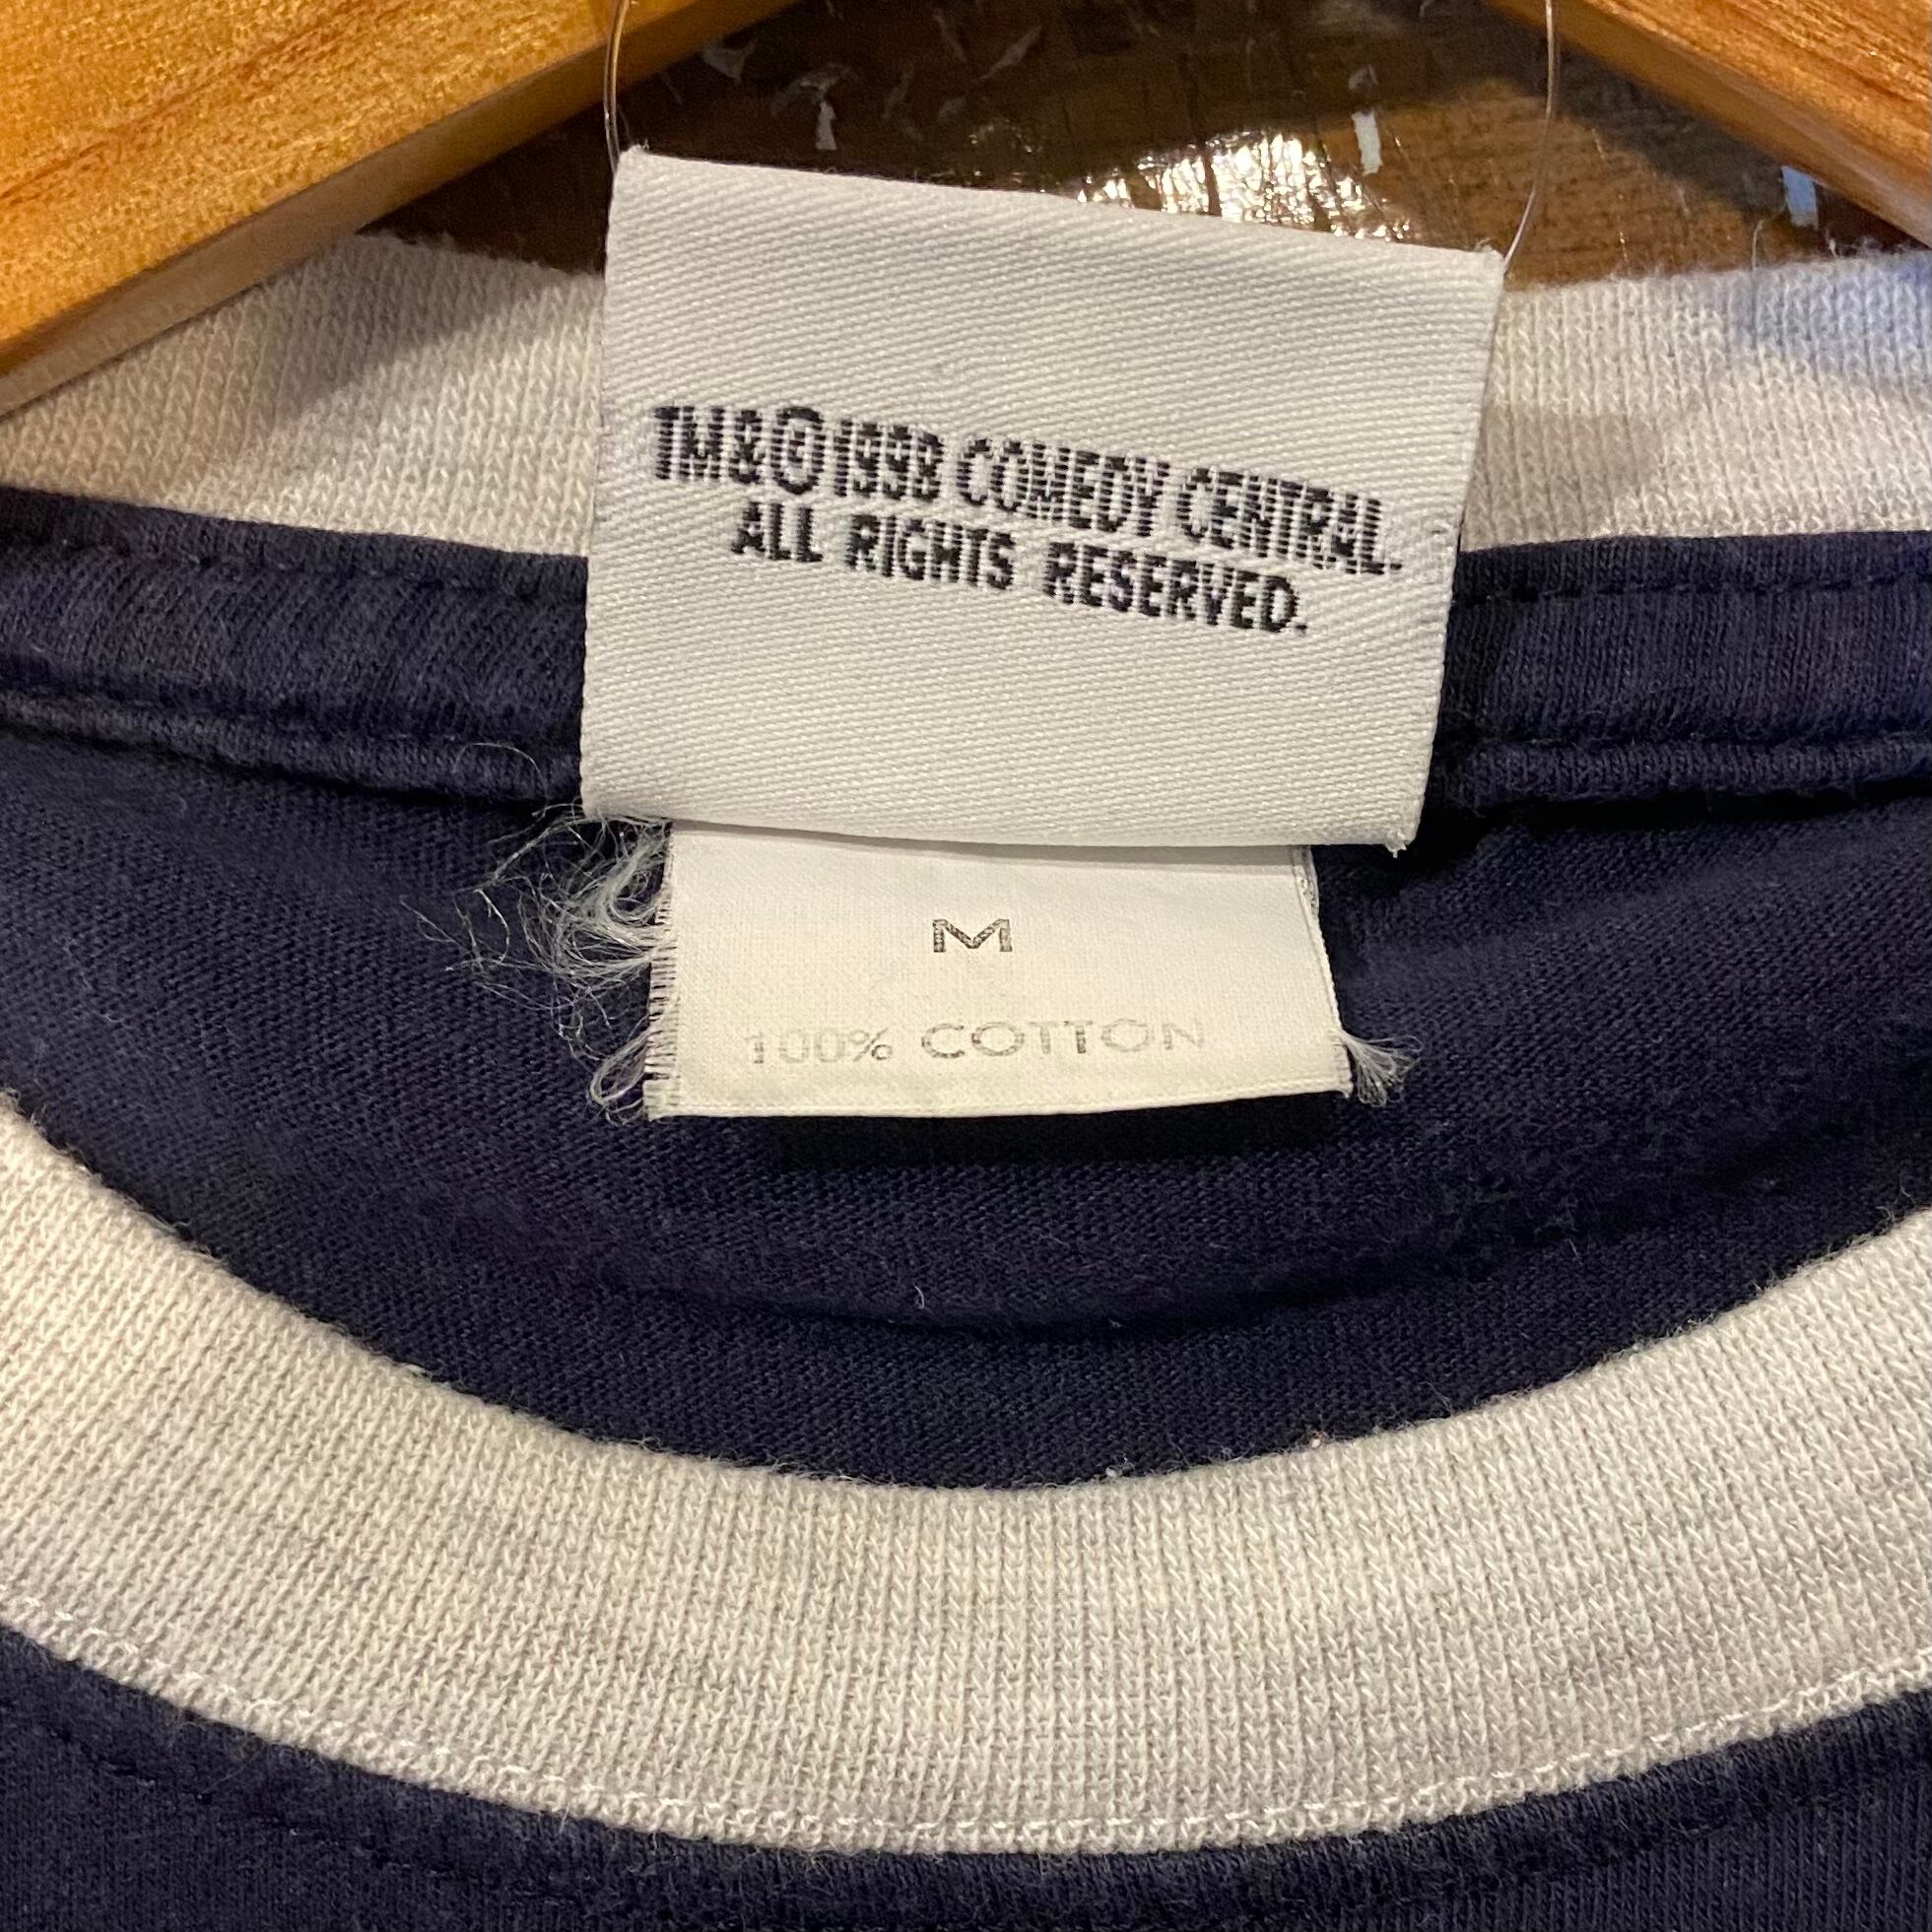 TM&©1998 COMEDY CENTRAL.
ALL RIGHTS RESERVED.
M
100% COTTON